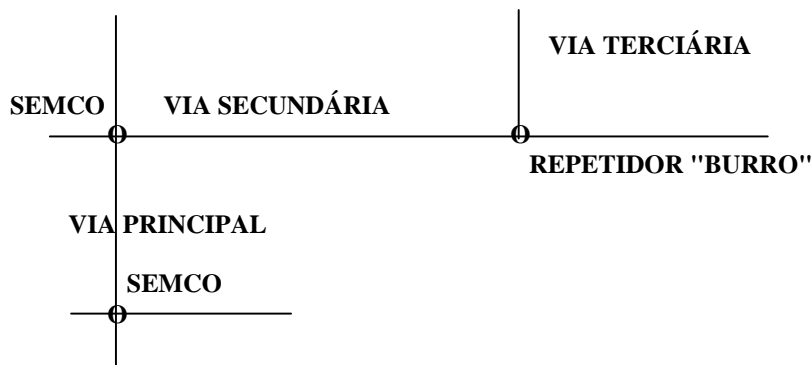 VIA TERCIÁRIA
SEMCO
VIA SECUNDÁRIA
REPETIDOR "BURRO"
VIA PRINCIPAL
SEMCO